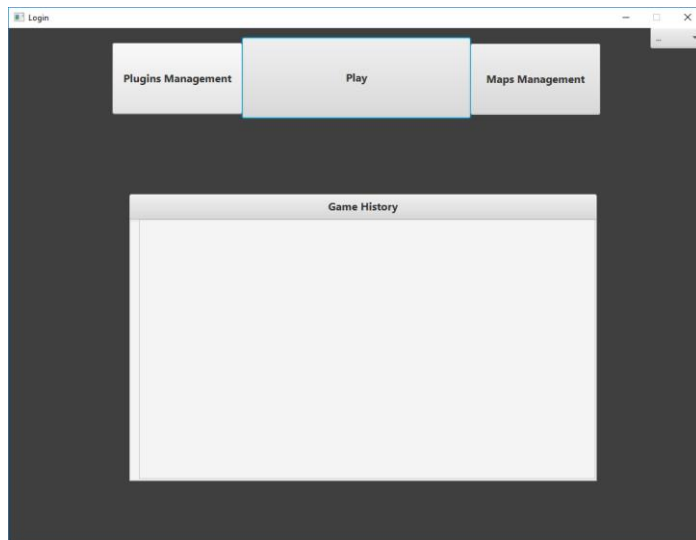 Login
...
Plugins Management
Play
Maps Management
Game History